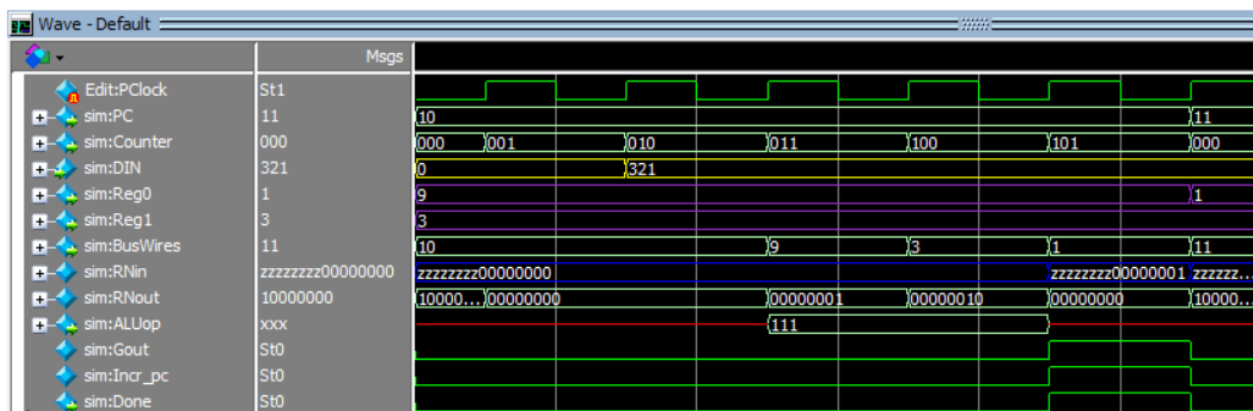 Wave - Default
Msgs
Edit:PClock St1
sim:PC 11 10 11
sim:Counter 000 000 001 010 011 100 101 000
sim:DIN 321 0 321
sim:Reg0 1 9 1
sim:Reg1 3 3
sim:BusWires 11 10 9 3 1 11
sim:RNin zzzzzzzz00000000 zzzzzzzz00000000 zzzzzzzz00000001 zzzzzz...
sim:RNout 10000000 10000... 00000000 00000001 00000010 00000000 10000...
sim:ALUop xxx 111
sim:Gout St0
sim:Incr_pc St0
sim:Done St0